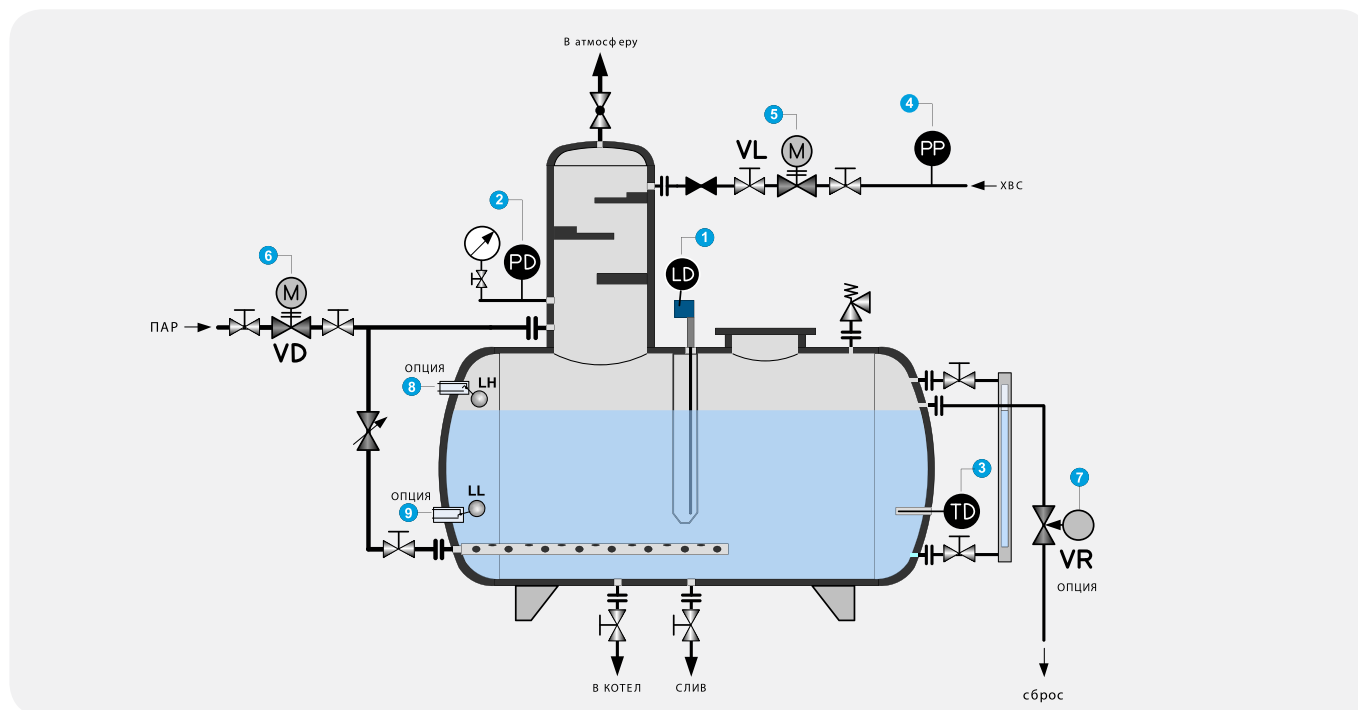 В атмосферу
4
5
VL
M
PP
ХВС
2
1
6
PD
LD
M
ПАР
VD
ОПЦИЯ
8
LH
3
7
ОПЦИЯ
LL
9
TD
VR
ОПЦИЯ
В КОТЕЛ
СЛИВ
сброс